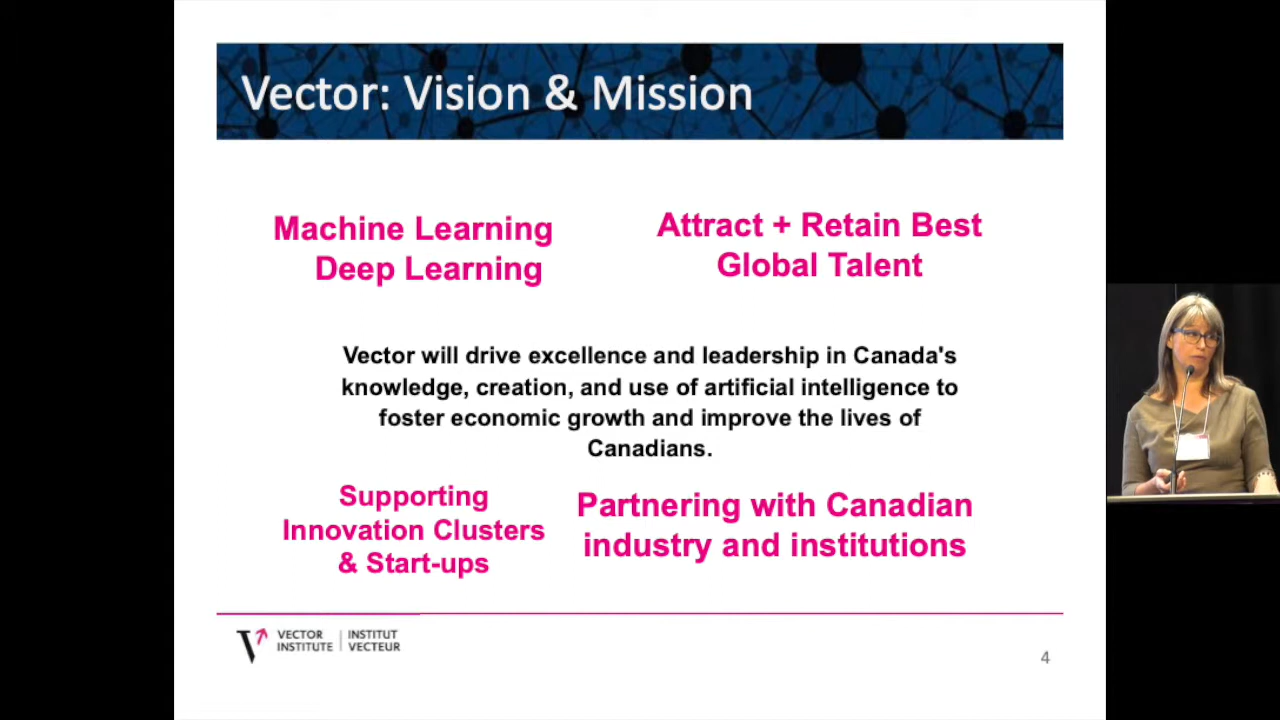 Vector: Vision & Mission
Machine Learning
Deep Learning
Attract + Retain Best
Global Talent
Vector will drive excellence and leadership in Canada's
knowledge, creation, and use of artificial intelligence to
foster economic growth and improve the lives of
Canadians.
Supporting
Innovation Clusters
& Start-ups
Partnering with Canadian
industry and institutions
VECTOR
INSTITUTE
INSTITUT
VECTEUR
4